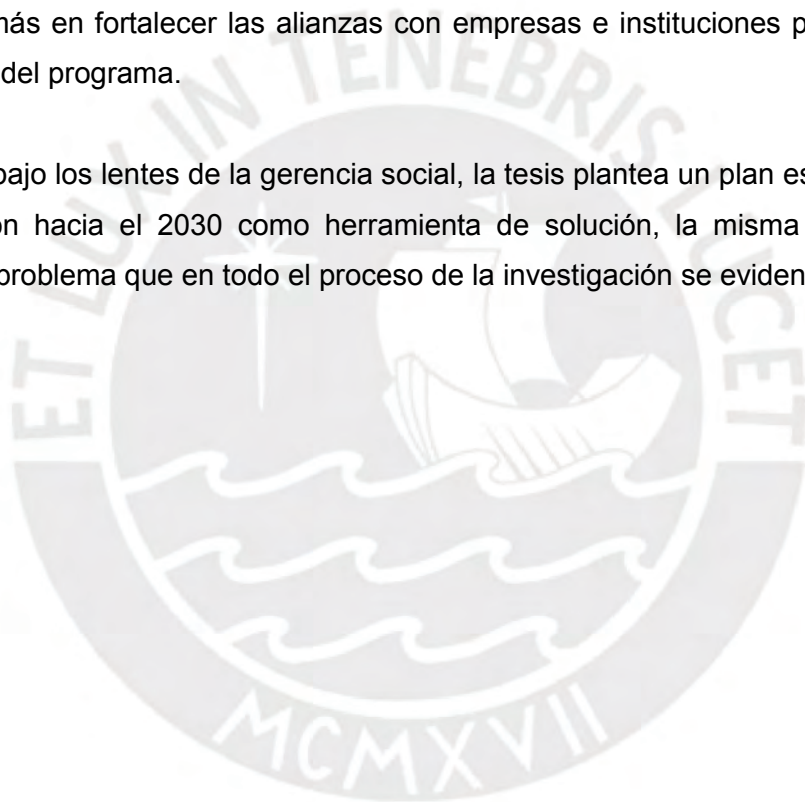 más en fortalecer las alianzas con empresas e instituciones p
del programa.
bajo los lentes de la gerencia social, la tesis plantea un plan es
ón hacia el 2030 como herramienta de solución, la misma
problema que en todo el proceso de la investigación se eviden
ET LUX IN TENEBRIS LUCET
MCMXVII